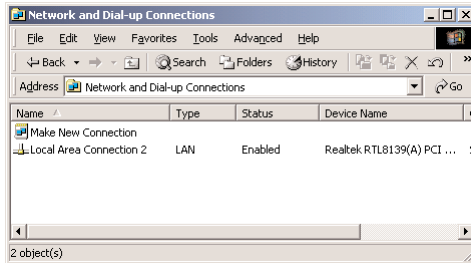 Network and Dial-up Connections
File Edit View Favorites Tools Advanced Help
Back Search Folders History »
Address Network and Dial-up Connections Go
Name Type Status Device Name
Make New Connection
Local Area Connection 2 LAN Enabled Realtek RTL8139(A) PCI ...
2 object(s)